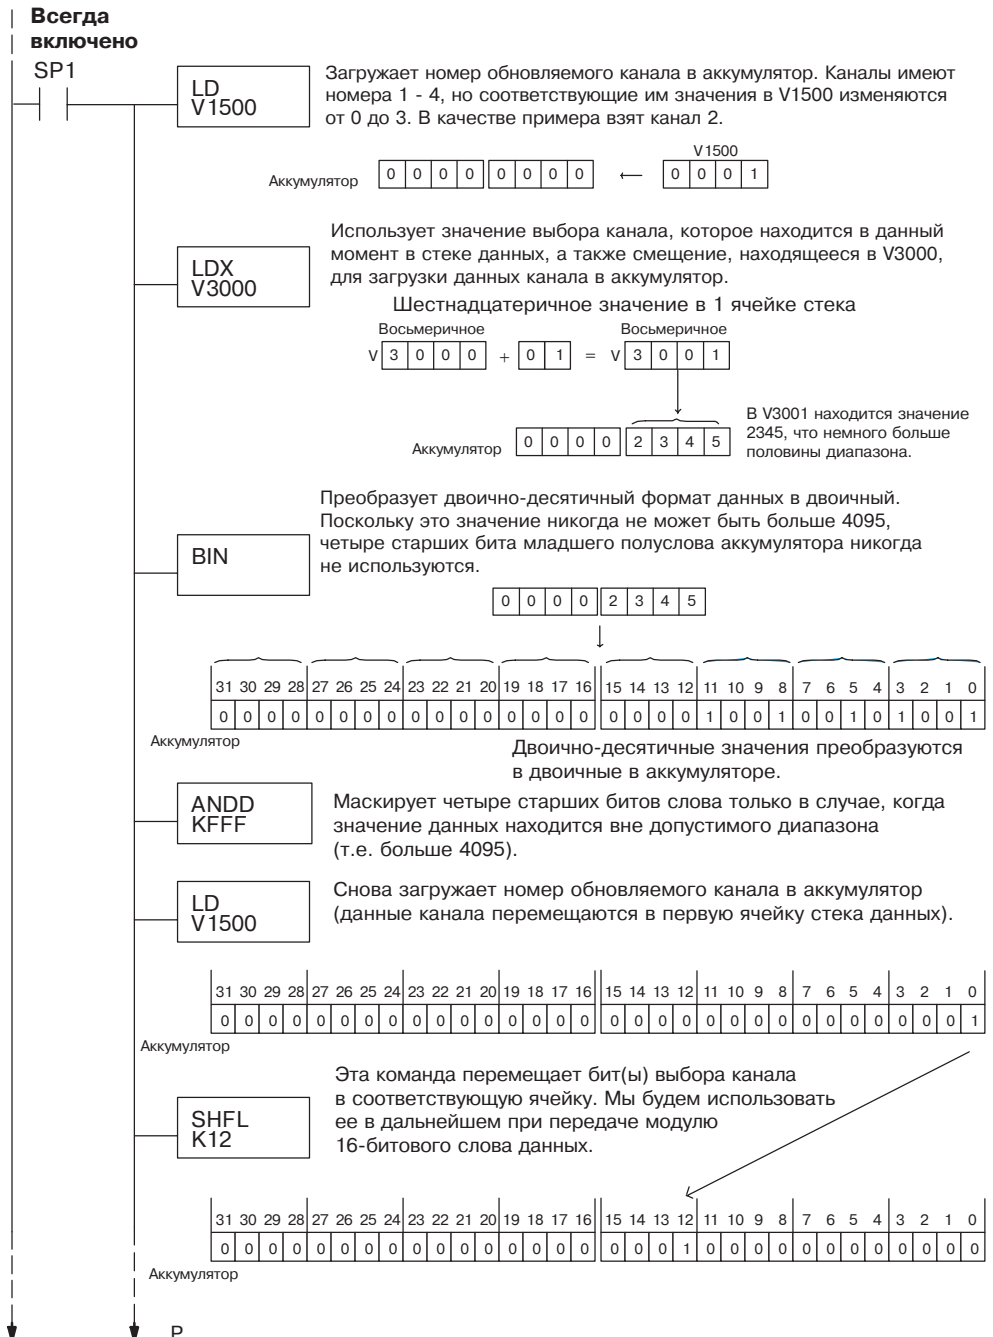 Всегда
включено
SP1
LD
V1500
Загружает номер обновляемого канала в аккумулятор. Каналы имеют
номера 1 - 4, но соответствующие им значения в V1500 изменяются
от 0 до 3. В качестве примера взят канал 2.
V1500
Аккумулятор 0 0 0 0 0 0 0 0 ← 0 0 0 1
LDX
V3000
Использует значение выбора канала, которое находится в данный
момент в стеке данных, а также смещение, находящееся в V3000,
для загрузки данных канала в аккумулятор.
Шестнадцатеричное значение в 1 ячейке стека
Восьмеричное Восьмеричное
V 3 0 0 0 + 0 1 = V 3 0 0 1
В V3001 находится значение
2345, что немного больше
половины диапазона.
Аккумулятор 0 0 0 0 2 3 4 5
Преобразует двоично-десятичный формат данных в двоичный.
Поскольку это значение никогда не может быть больше 4095,
четыре старших бита младшего полуслова аккумулятора никогда
не используются.
BIN
0 0 0 0 2 3 4 5
31 30 29 28 27 26 25 24 23 22 21 20 19 18 17 16 15 14 13 12 11 10 9 8 7 6 5 4 3 2 1 0
0 0 0 0 0 0 0 0 0 0 0 0 0 0 0 0 0 0 0 0 1 0 0 1 0 0 1 0 1 0 0 1
Аккумулятор
Двоично-десятичные значения преобразуются
в двоичные в аккумуляторе.
ANDD
KFFF
Маскирует четыре старших битов слова только в случае, когда
значение данных находится вне допустимого диапазона
(т.е. больше 4095).
LD
V1500
Снова загружает номер обновляемого канала в аккумулятор
(данные канала перемещаются в первую ячейку стека данных).
31 30 29 28 27 26 25 24 23 22 21 20 19 18 17 16 15 14 13 12 11 10 9 8 7 6 5 4 3 2 1 0
0 0 0 0 0 0 0 0 0 0 0 0 0 0 0 0 0 0 0 0 0 0 0 0 0 0 0 0 0 0 0 1
Аккумулятор
SHFL
K12
Эта команда перемещает бит(ы) выбора канала
в соответствующую ячейку. Мы будем использовать
ее в дальнейшем при передаче модулю
16-битового слова данных.
31 30 29 28 27 26 25 24 23 22 21 20 19 18 17 16 15 14 13 12 11 10 9 8 7 6 5 4 3 2 1 0
0 0 0 0 0 0 0 0 0 0 0 0 0 0 0 0 0 0 0 1 0 0 0 0 0 0 0 0 0 0 0 0
Аккумулятор
Р